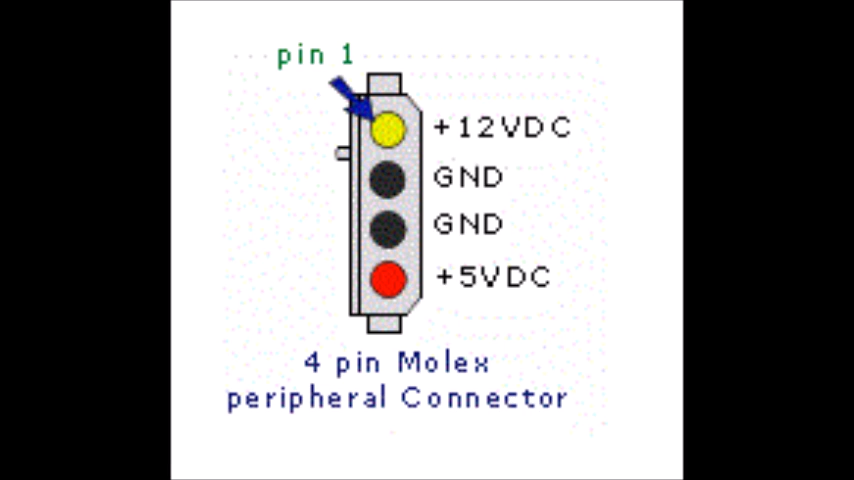 pin 1
+12VDC
GND
GND
+5VDC
4 pin Molex
peripheral Connector